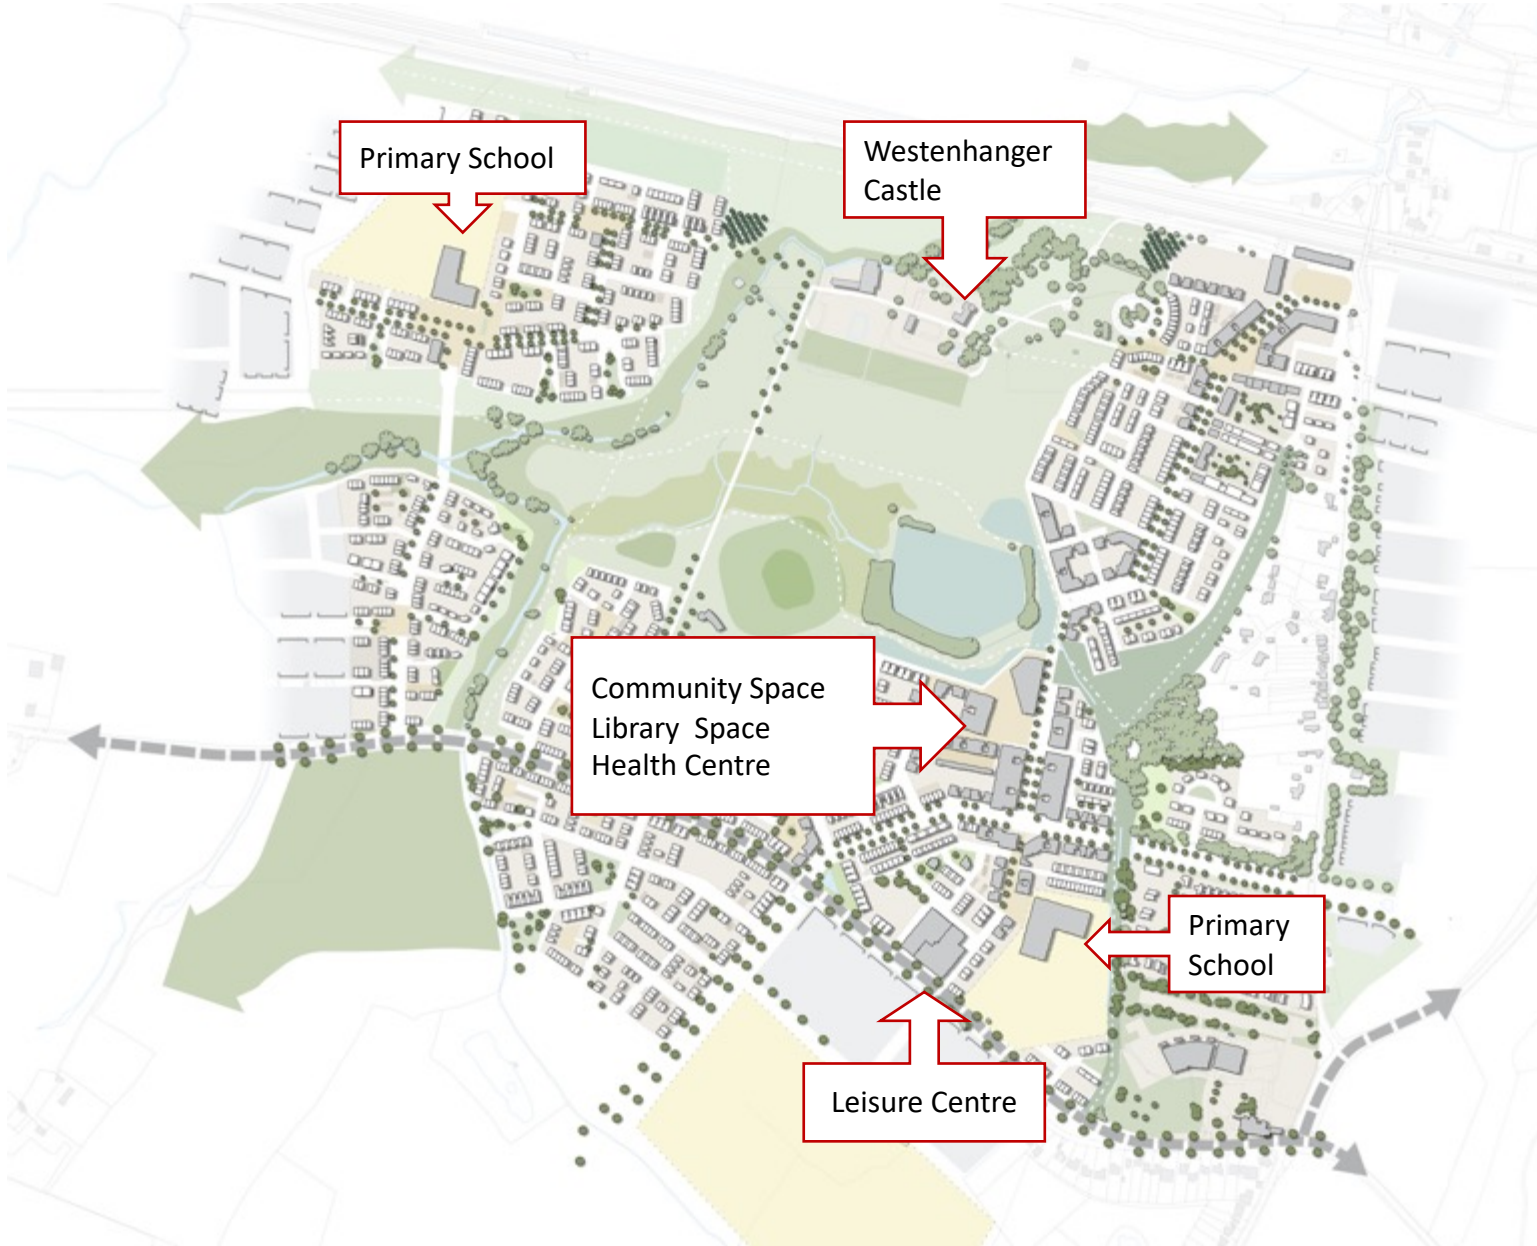 Primary School
Westenhanger
Castle
Community Space
Library Space
Health Centre
Primary
School
Leisure Centre